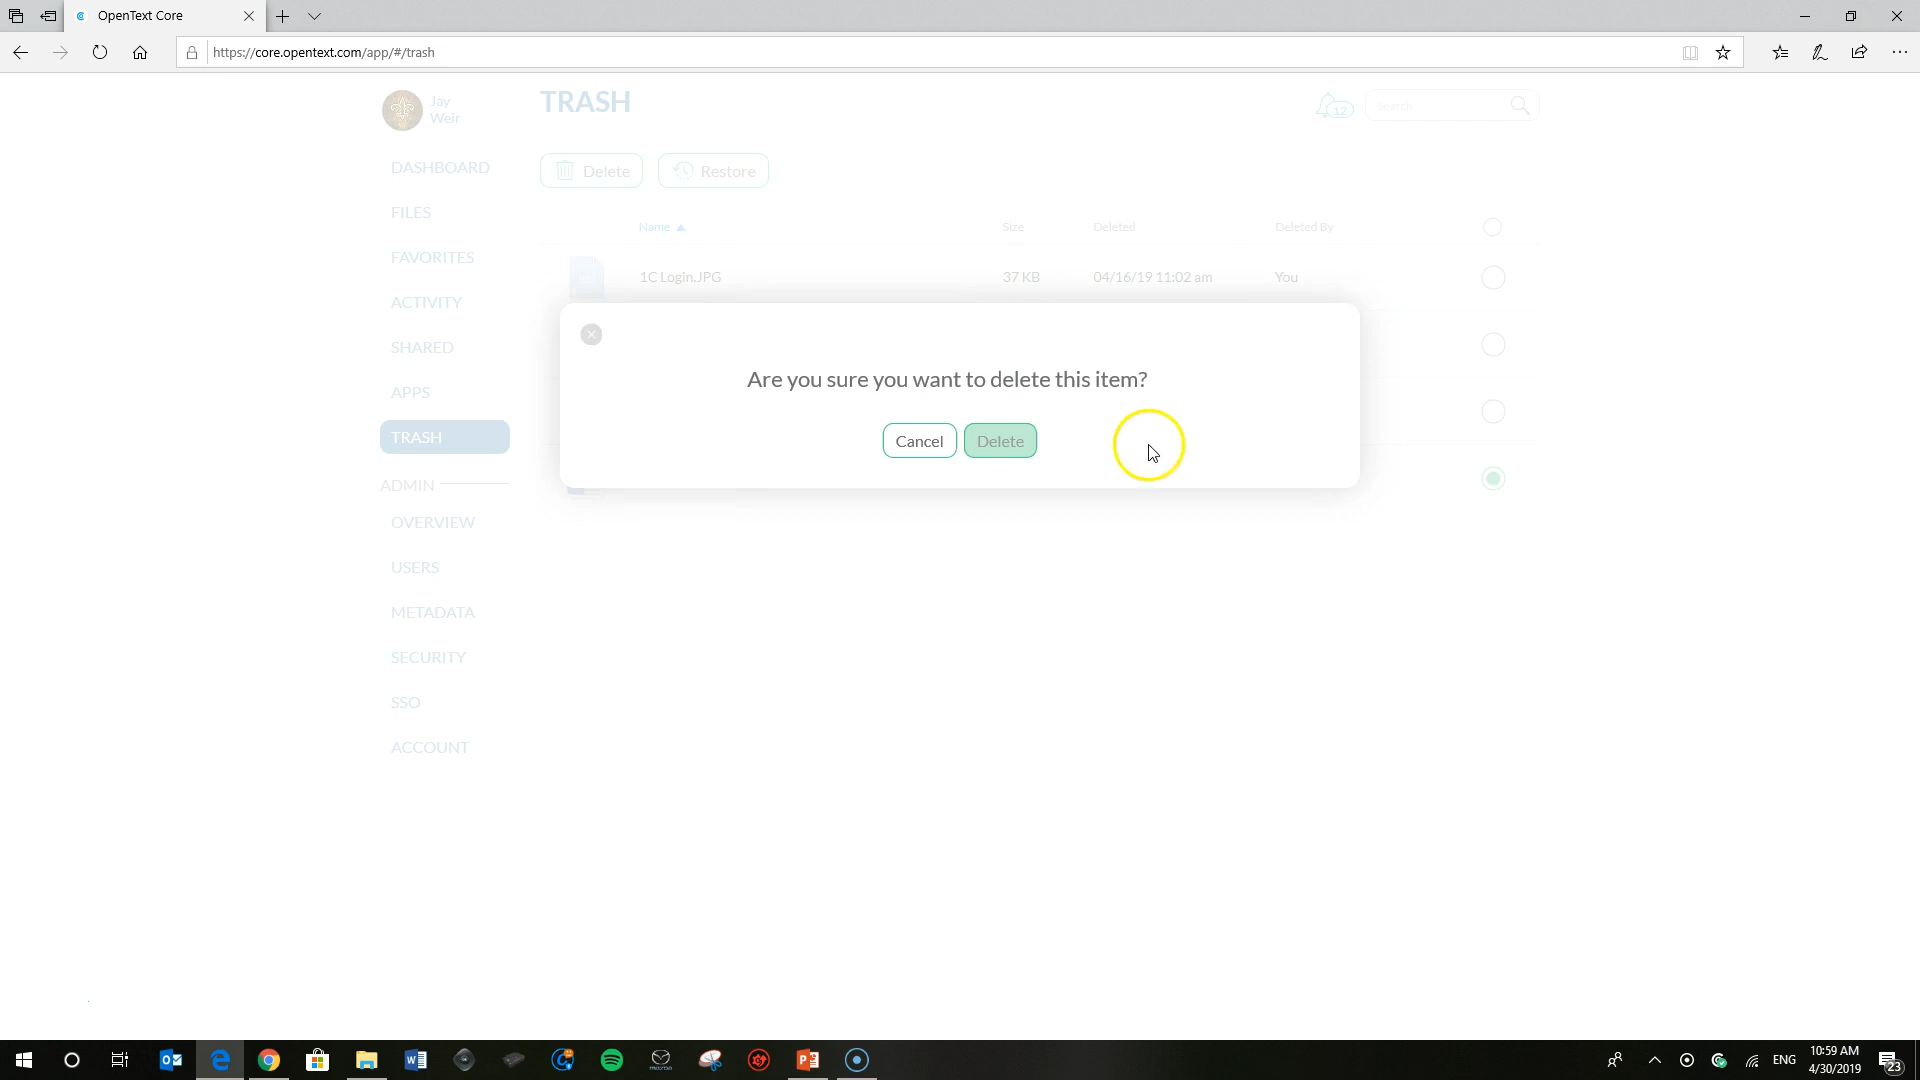 OpenText Core
https://core.opentext.com/app/#/trash
Jay
Weir
TRASH
12
Search
DASHBOARD
FILES
FAVORITES
ACTIVITY
SHARED
APPS
TRASH
ADMIN
OVERVIEW
USERS
METADATA
SECURITY
SSO
ACCOUNT
Delete
Restore
Name
Size
Deleted
Deleted By
1C Login.JPG
37 KB
04/16/19 11:02 am
You
Are you sure you want to delete this item?
Cancel
Delete
ENG
10:59 AM
4/30/2019
23